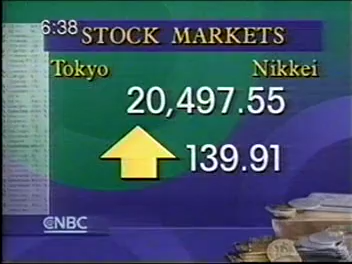 6:38
STOCK MARKETS
Tokyo Nikkei
20,497.55
139.91
CNBC